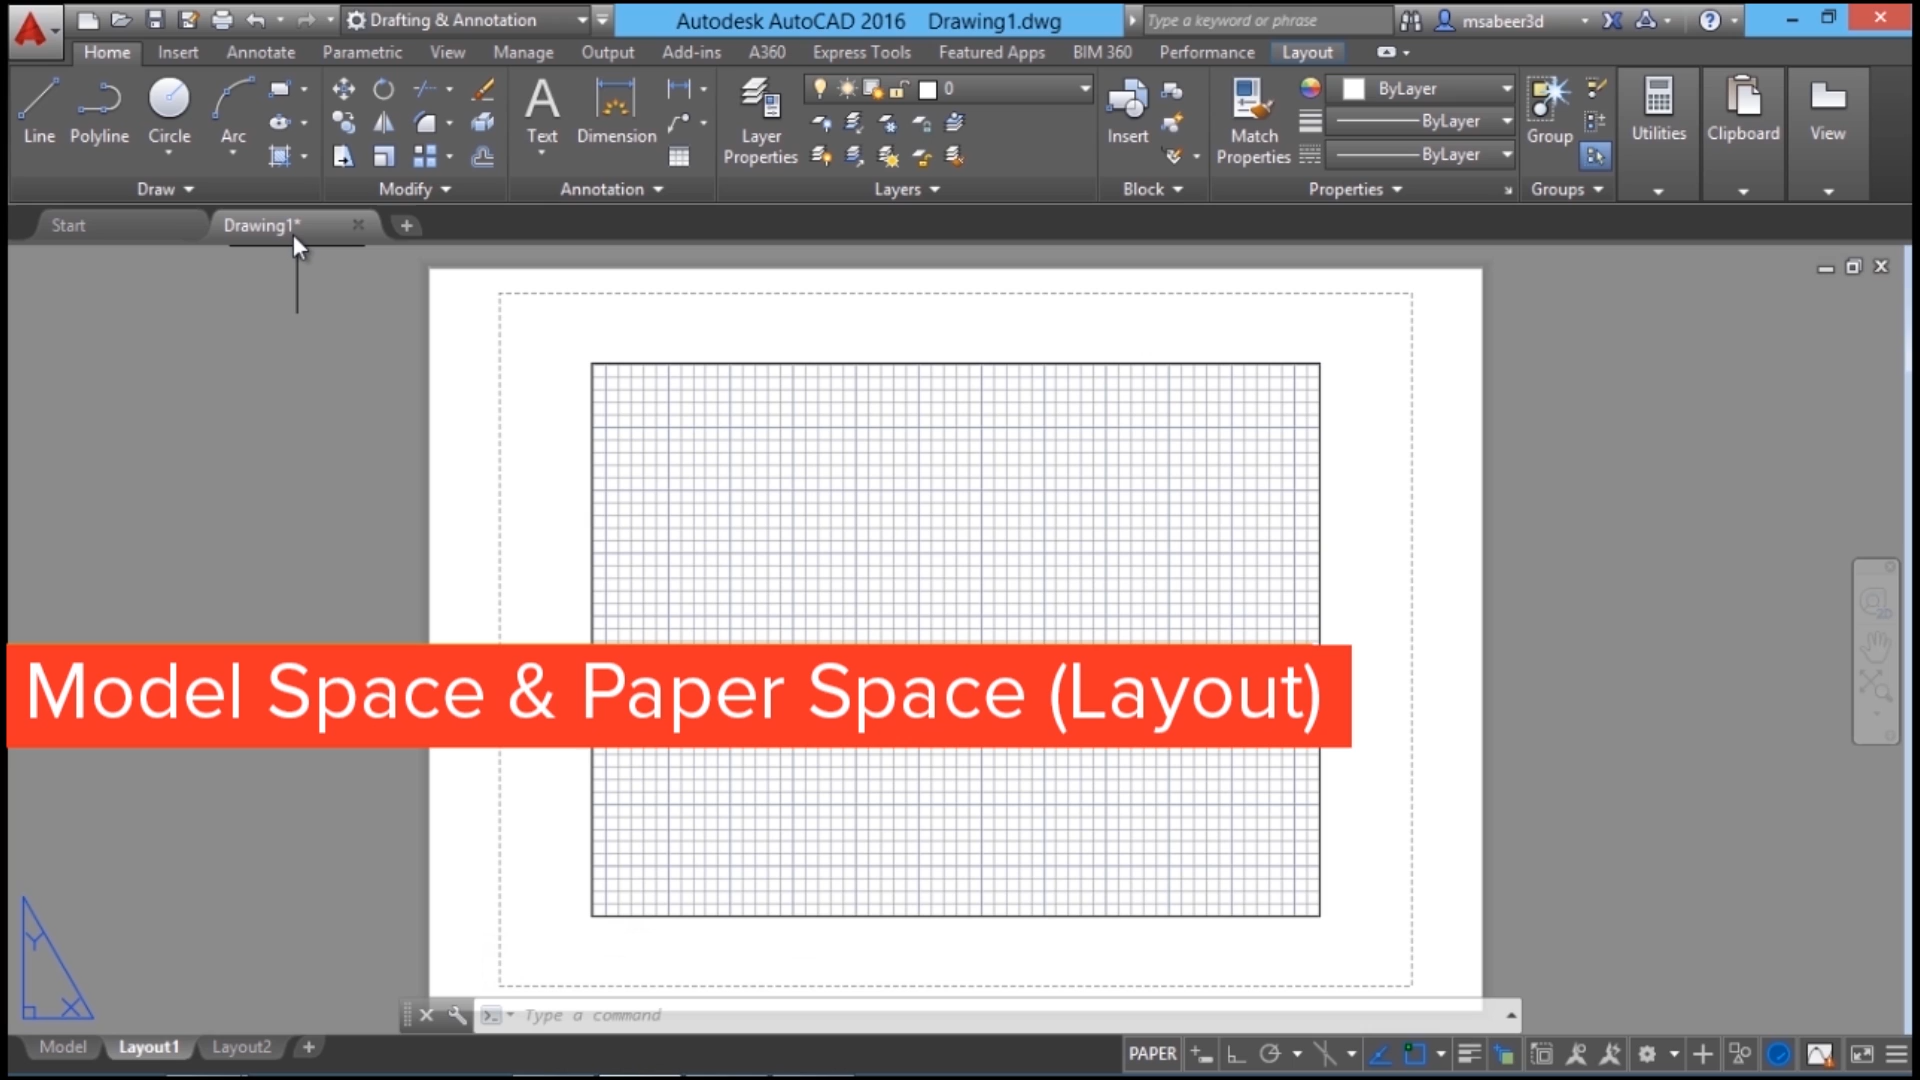 Drafting & Annotation
Autodesk AutoCAD 2016 Drawing1.dwg
Type a keyword or phrase
msabeer3d
Home Insert Annotate Parametric View Manage Output Add-ins A360 Express Tools Featured Apps BIM 360 Performance Layout
0
ByLayer
ByLayer
ByLayer
Line Polyline Circle Arc
Text Dimension
Layer Properties
Insert
Match Properties
Group
Utilities
Clipboard
View
Draw Modify Annotation Layers Block Properties Groups
Start Drawing1*
2D
Model Space & Paper Space (Layout)
Y
X
Type a command
Model Layout1 Layout2
PAPER